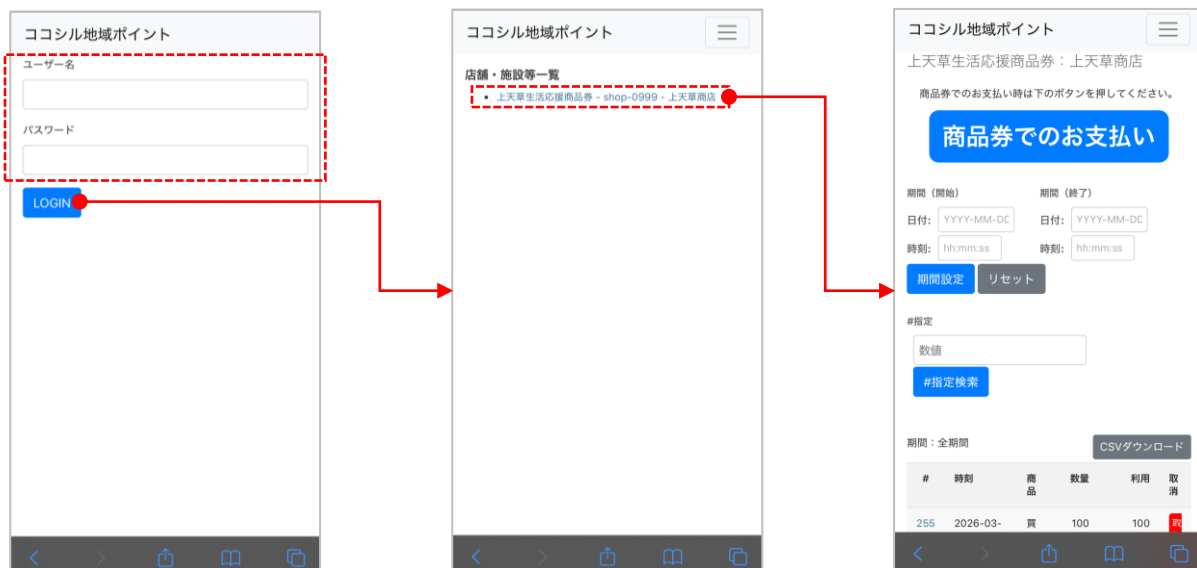 ココシル地域ポイント
ユーザー名
パスワード
LOGIN
ココシル地域ポイント
店舗・施設等一覧
上天草生活応援商品券 - shop-0999 - 上天草商店
ココシル地域ポイント
上天草生活応援商品券：上天草商店
商品券でのお支払い時は下のボタンを押してください。
商品券でのお支払い
期間（開始） 期間（終了）
日付: YYYY-MM-DD 日付: YYYY-MM-DD
時刻: hh:mm:ss 時刻: hh:mm:ss
期間設定 リセット
#指定
数値
#指定検索
期間：全期間 CSVダウンロード
# 時刻 商品 数量 利用 取消
255 2026-03- 買 100 100 取